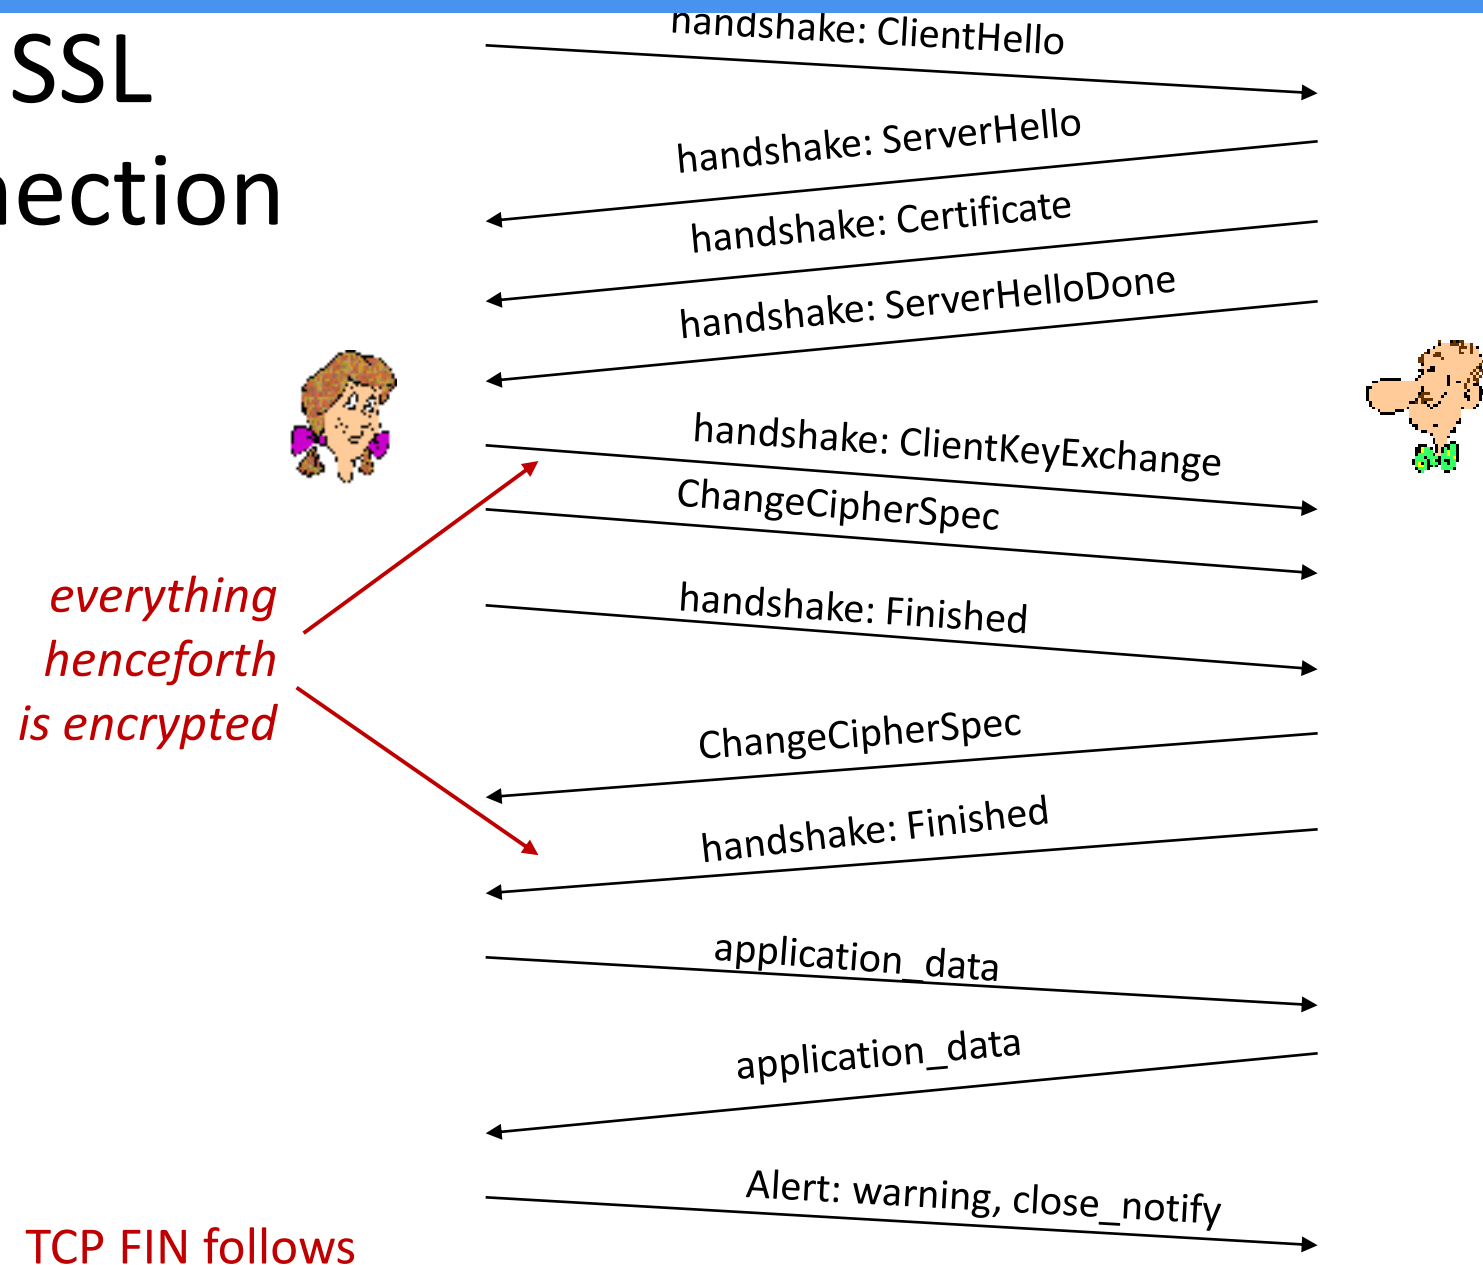 SSL
nection
handshake: ClientHello
handshake: ServerHello
handshake: Certificate
handshake: ServerHelloDone
handshake: ClientKeyExchange
ChangeCipherSpec
everything
henceforth
is encrypted
handshake: Finished
ChangeCipherSpec
handshake: Finished
application_data
application_data
Alert: warning, close_notify
TCP FIN follows